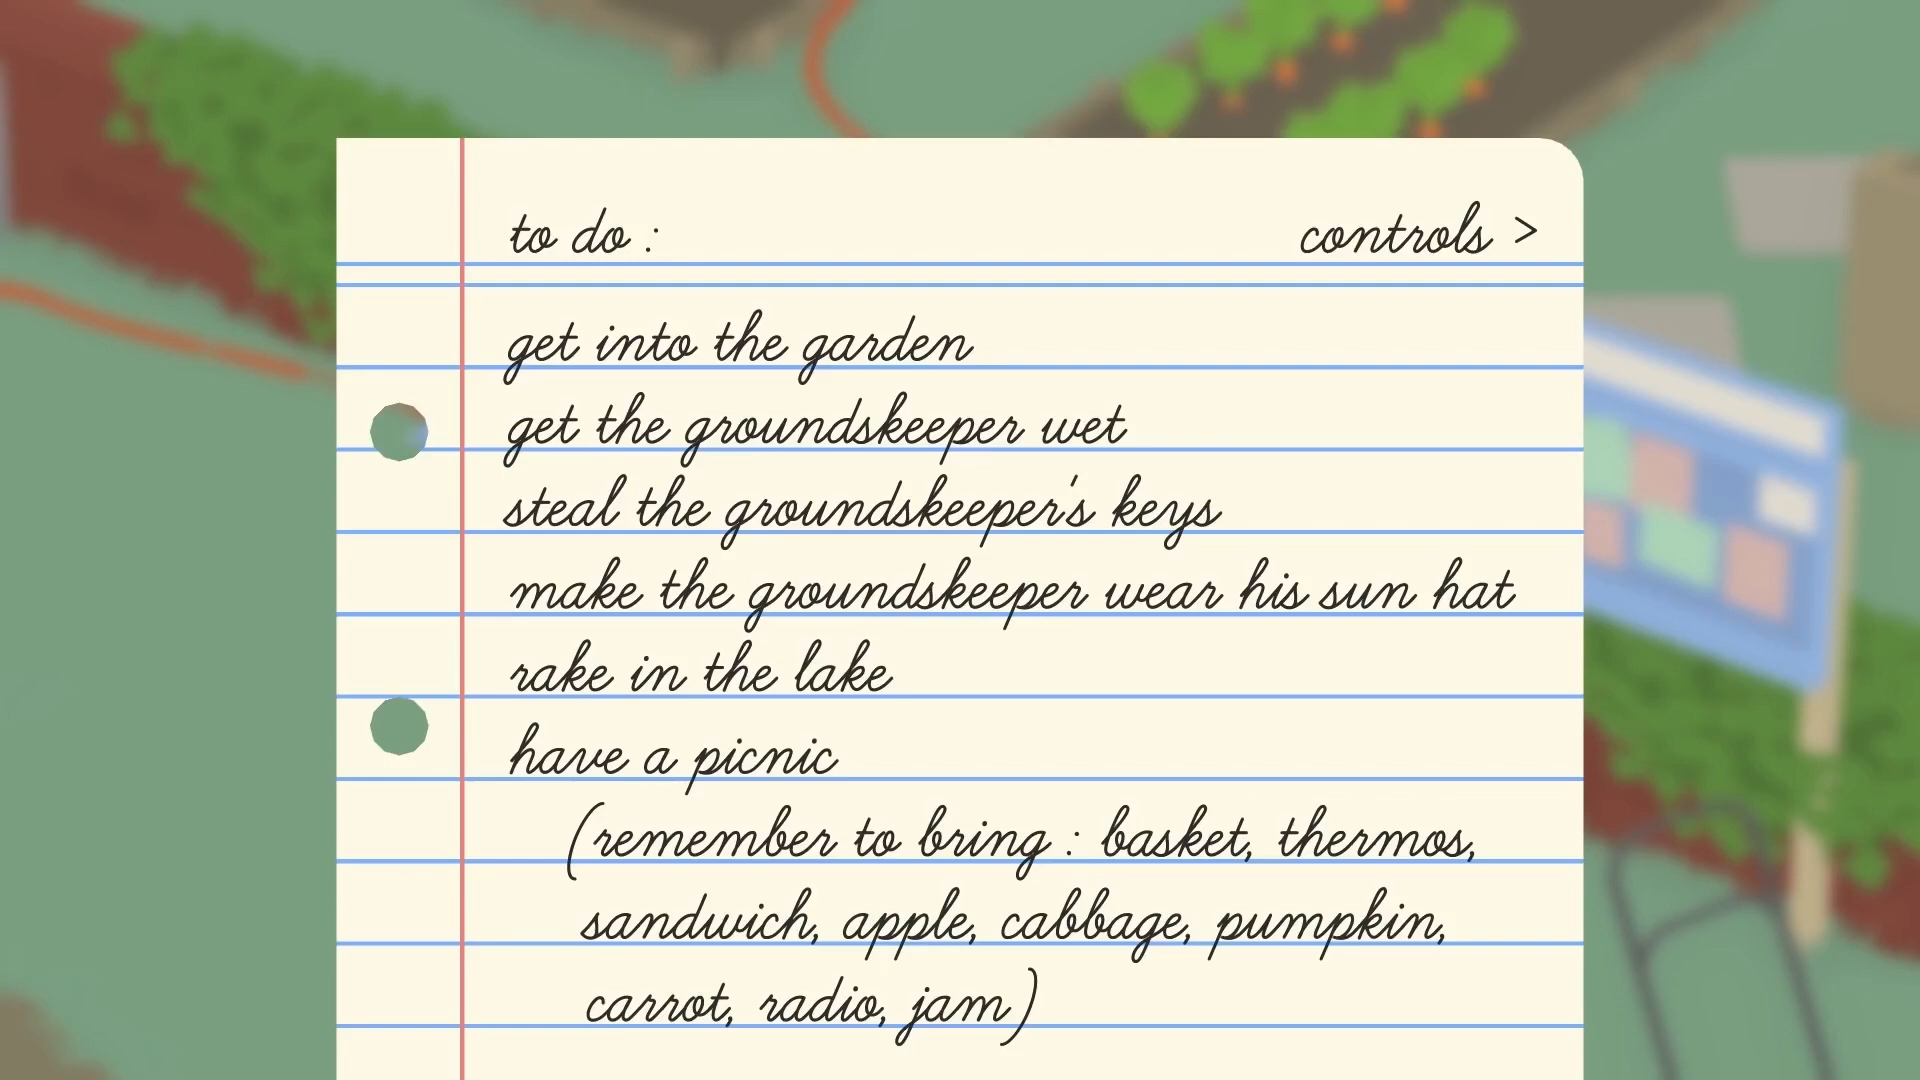 to do :
controls >
get into the garden
get the groundskeeper wet
steal the groundskeeper's keys
make the groundskeeper wear his sun hat
rake in the lake
have a picnic
(remember to bring : basket, thermos,
sandwich, apple, cabbage, pumpkin,
carrot, radio, jam)